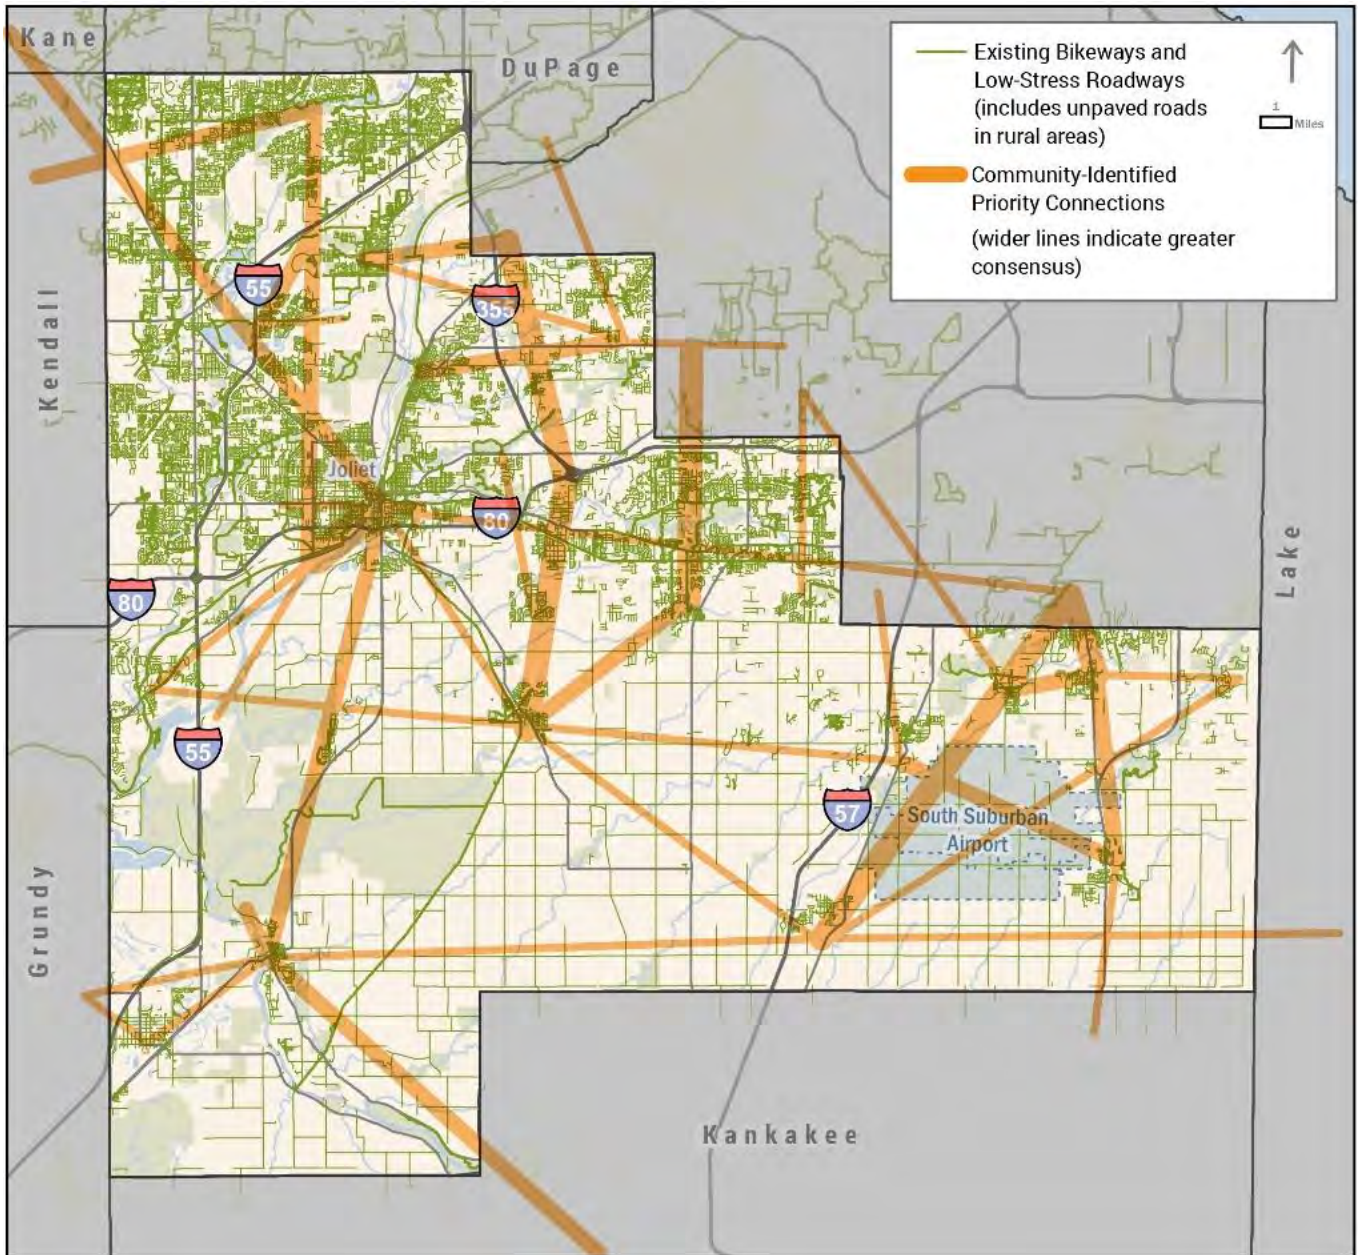 Kane
DuPage
Existing Bikeways and
Low-Stress Roadways
(includes unpaved roads
in rural areas)
1
Miles
Community-Identified
Priority Connections
(wider lines indicate greater
consensus)
55
355
Kendall
Joliet
80
Lake
80
55
57
South Suburban
Airport
Grundy
Kankakee